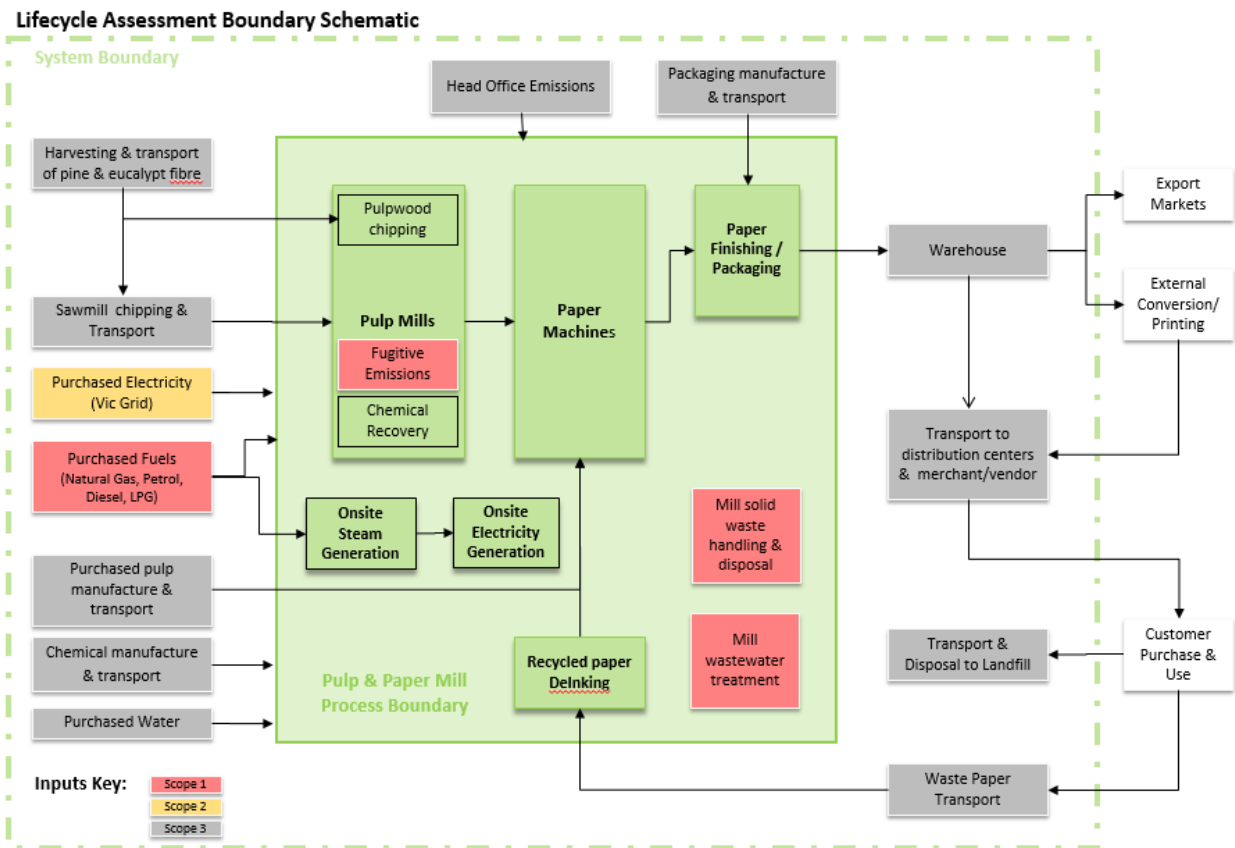 Lifecycle Assessment Boundary Schematic
System Boundary
Head Office Emissions
Packaging manufacture
& transport
Harvesting & transport
of pine & eucalypt fibre
Pulpwood
chipping
Paper
Finishing /
Packaging
Export
Markets
Warehouse
Sawmill chipping &
Transport
Pulp Mills
Paper
Machines
External
Conversion/
Printing
Fugitive
Emissions
Purchased Electricity
(Vic Grid)
Chemical
Recovery
Purchased Fuels
(Natural Gas, Petrol,
Diesel, LPG)
Transport to
distribution centers
& merchant/vendor
Onsite
Steam
Generation
Onsite
Electricity
Generation
Mill solid
waste
handling &
disposal
Purchased pulp
manufacture &
transport
Chemical manufacture
& transport
Recycled paper
DeInking
Mill
wastewater
treatment
Transport &
Disposal to Landfill
Customer
Purchase &
Use
Pulp & Paper Mill
Process Boundary
Purchased Water
Waste Paper
Transport
Inputs Key:
Scope 1
Scope 2
Scope 3